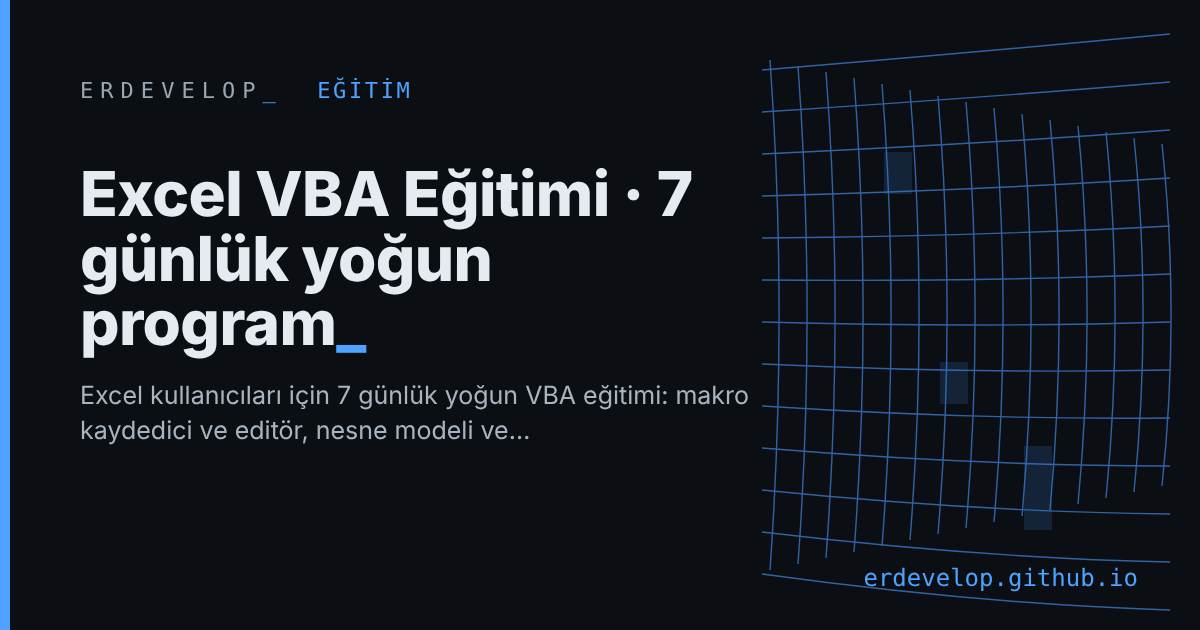 ERDEVELOP_ EĞİTİM
Excel VBA Eğitimi · 7
günlük yoğun
program_
Excel kullanıcıları için 7 günlük yoğun VBA eğitimi: makro
kaydedici ve editör, nesne modeli ve...
erdevelop.github.io